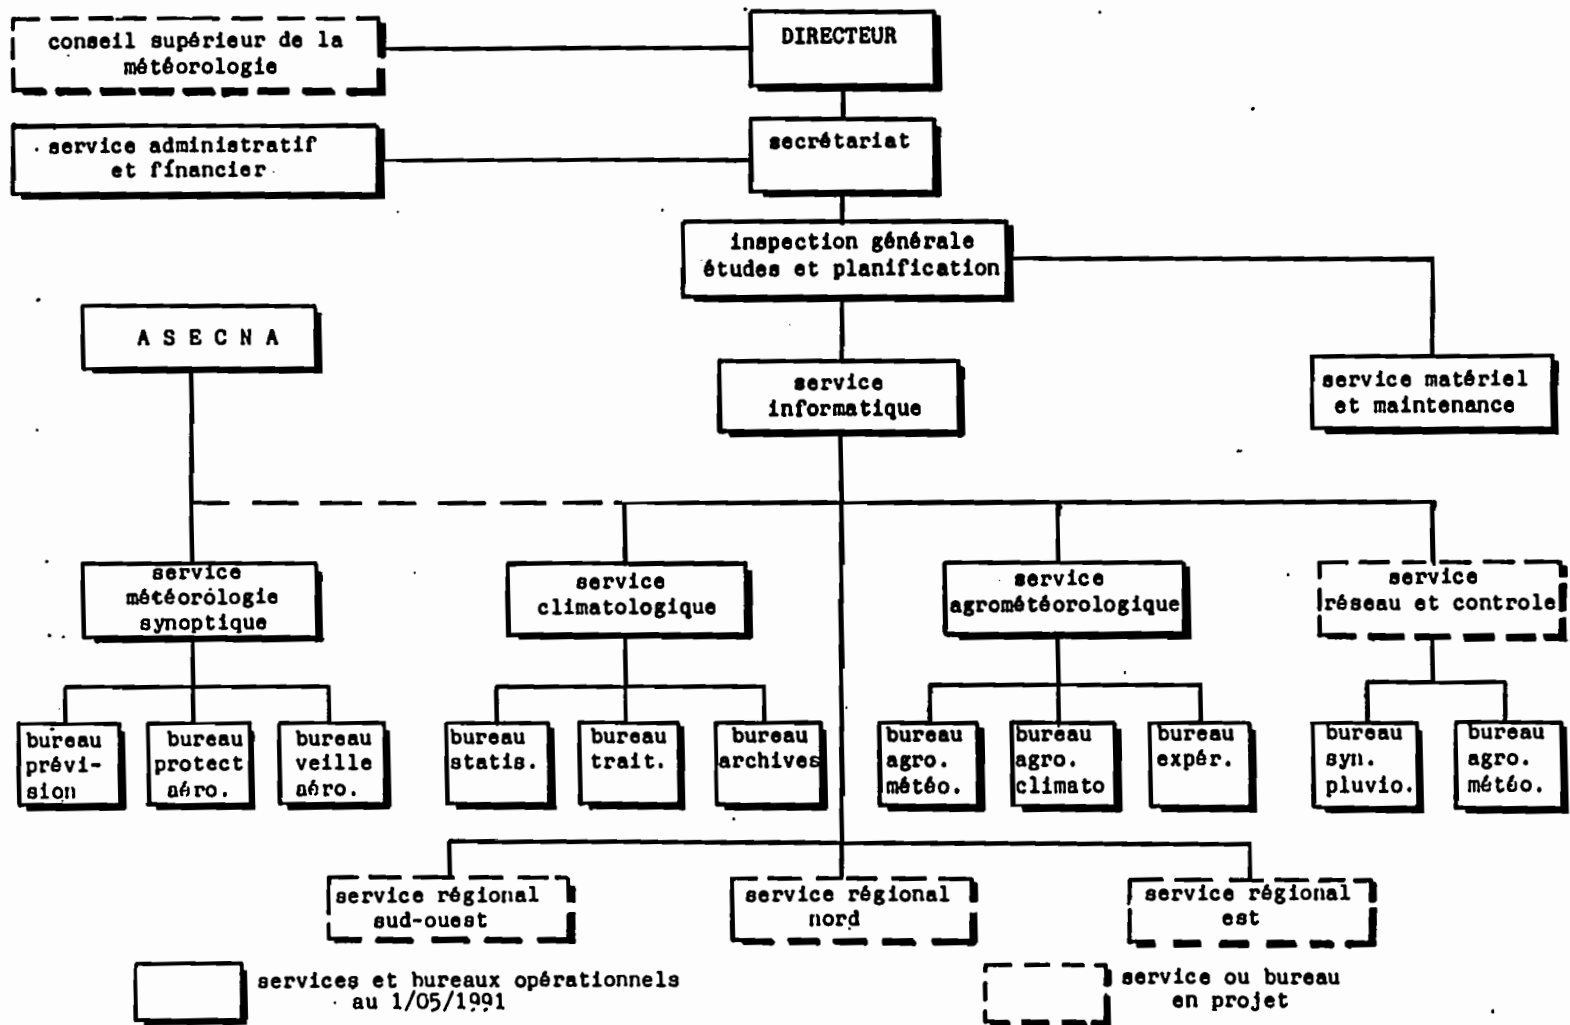 conseil supérieur de la
météorologie
DIRECTEUR
service administratif
et financier
secrétariat
inspection générale
études et planification
A S E C N A
service
informatique
service matériel
et maintenance
service
météorologie
synoptique
service
climatologique
service
agrométéorologique
service
réseau et controle
bureau
prévi-
sion
bureau
protect
aéro.
bureau
veille
aéro.
bureau
statis.
bureau
trait.
bureau
archives
bureau
agro.
météo.
bureau
agro.
climato
bureau
expér.
bureau
syn.
pluvio.
bureau
agro.
météo.
service régional
sud-ouest
service régional
nord
service régional
est
services et bureaux opérationnels
au 1/05/1991
service ou bureau
en projet